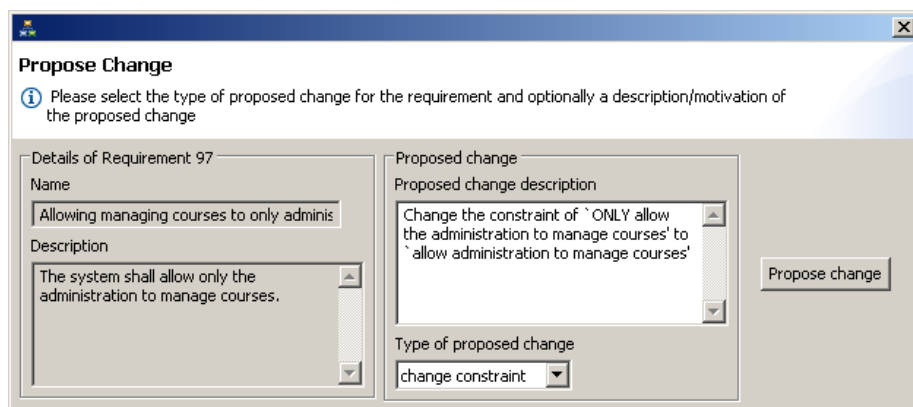 Propose Change
Please select the type of proposed change for the requirement and optionally a description/motivation of
the proposed change
Details of Requirement 97
Name
Allowing managing courses to only adminis
Description
The system shall allow only the
administration to manage courses.
Proposed change
Proposed change description
Change the constraint of `ONLY allow
the administration to manage courses' to
`allow administration to manage courses'
Type of proposed change
change constraint
Propose change